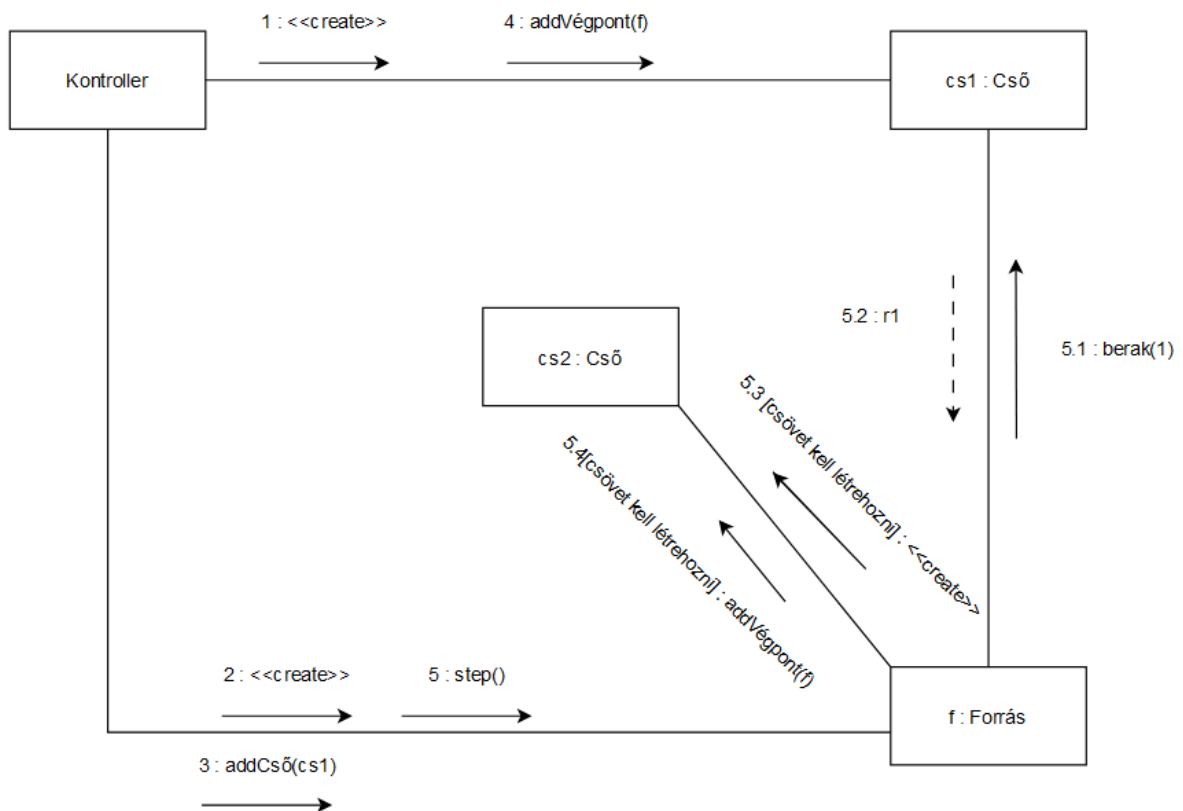 1 : <<create>>
4 : addVégpont(f)
Kontroller
cs1 : Cső
5.2 : r1
5.1 : berak(1)
cs2 : Cső
5.3 [csövet kell létrehozni] : <<create>>
5.4[csövet kell létrehozni] : addVégpont(f)
2 : <<create>>
5 : step()
f : Forrás
3 : addCső(cs1)